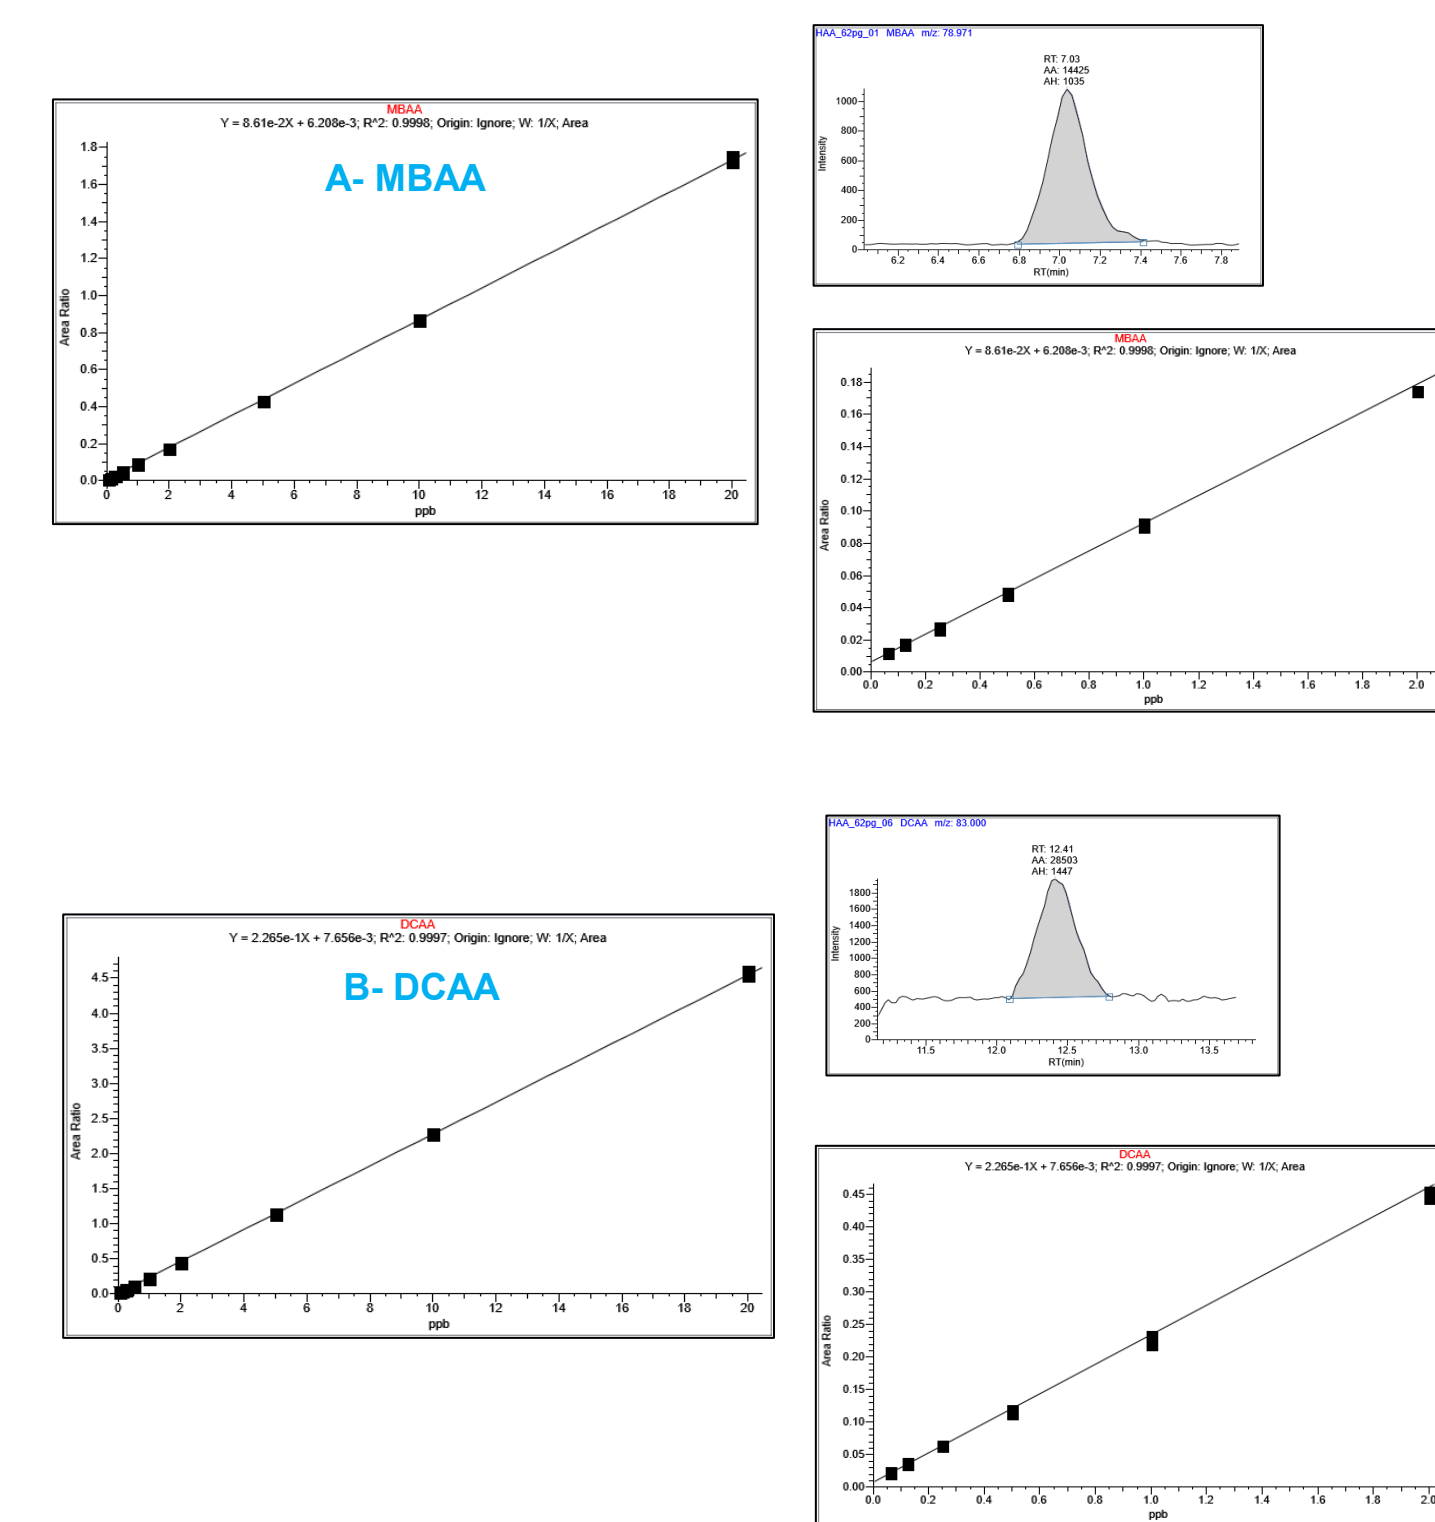 MBAA
Y = 8.61e-2X + 6.208e-3; R^2: 0.9998; Origin: Ignore; W: 1/X; Area
A- MBAA
Area Ratio
1.8
1.6
1.4
1.2
1.0
0.8
0.6
0.4
0.2
0.0
0 2 4 6 8 10 12 14 16 18 20
ppb
HAA_62pg_01 MBAA m/z: 78.971
RT: 7.03
AA: 14425
AH: 1035
Intensity
1000
800
600
400
200
0
6.2 6.4 6.6 6.8 7.0 7.2 7.4 7.6 7.8
RT(min)
MBAA
Y = 8.61e-2X + 6.208e-3; R^2: 0.9998; Origin: Ignore; W: 1/X; Area
Area Ratio
0.18
0.16
0.14
0.12
0.10
0.08
0.06
0.04
0.02
0.00
0.0 0.2 0.4 0.6 0.8 1.0 1.2 1.4 1.6 1.8 2.0
ppb
DCAA
Y = 2.265e-1X + 7.656e-3; R^2: 0.9997; Origin: Ignore; W: 1/X; Area
B- DCAA
Area Ratio
4.5
4.0
3.5
3.0
2.5
2.0
1.5
1.0
0.5
0.0
0 2 4 6 8 10 12 14 16 18 20
ppb
HAA_62pg_06 DCAA m/z: 83.000
RT: 12.41
AA: 28503
AH: 1447
Intensity
1800
1600
1400
1200
1000
800
600
400
200
0
11.5 12.0 12.5 13.0 13.5
RT(min)
DCAA
Y = 2.265e-1X + 7.656e-3; R^2: 0.9997; Origin: Ignore; W: 1/X; Area
Area Ratio
0.45
0.40
0.35
0.30
0.25
0.20
0.15
0.10
0.05
0.00
0.0 0.2 0.4 0.6 0.8 1.0 1.2 1.4 1.6 1.8 2.0
ppb